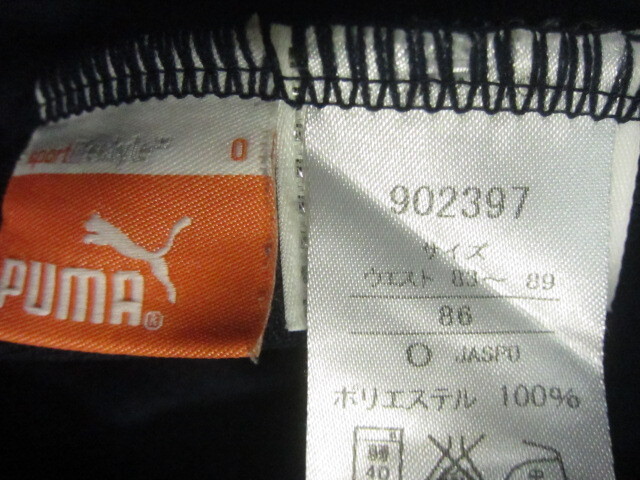 sportlifestyle O
PUMA
902397
サイズ
ウエスト 83～ 89
86
O JASPO
ポリエステル 100%
40
中